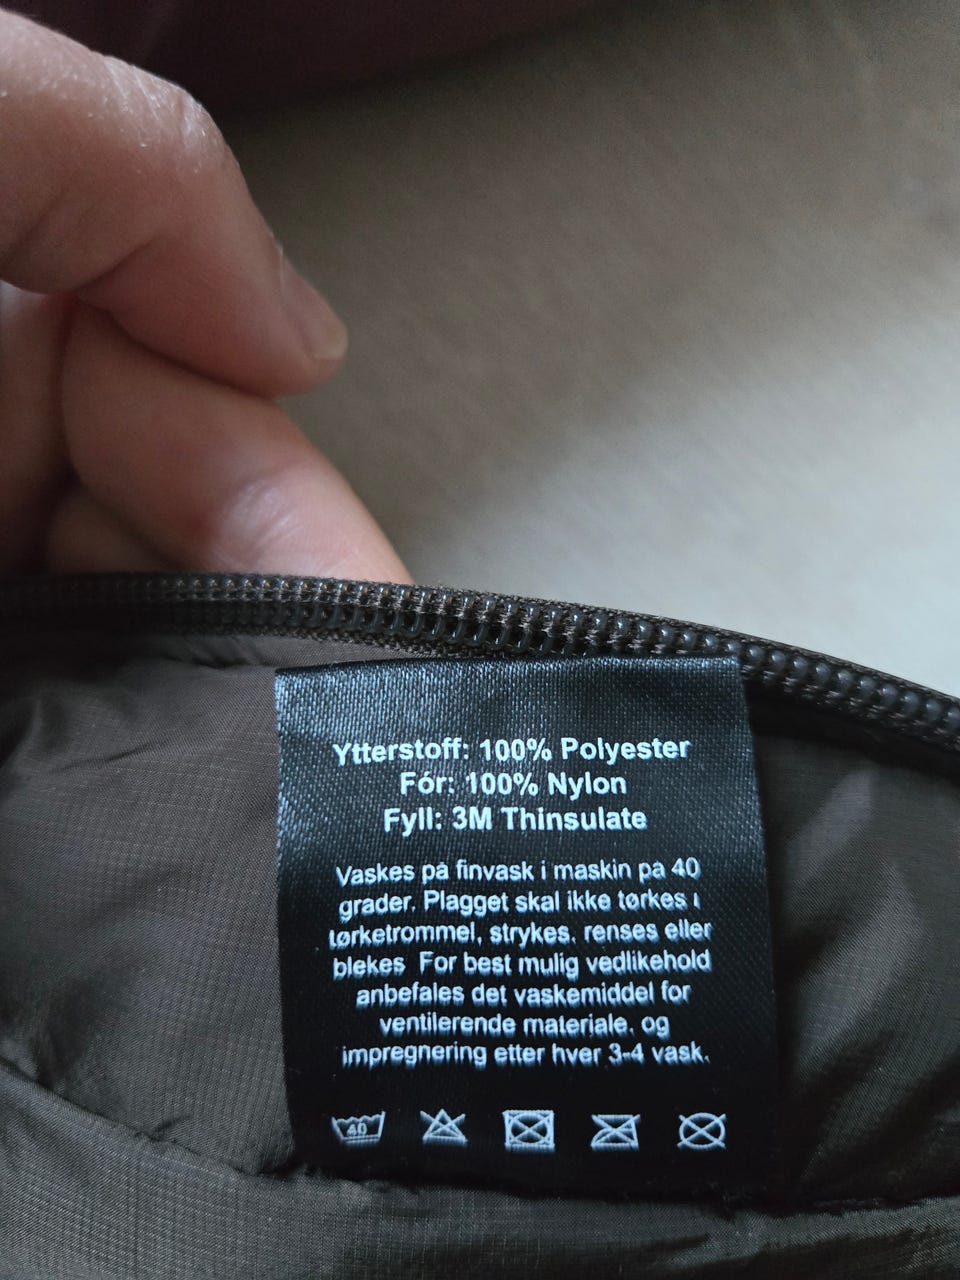 Ytterstoff: 100% Polyester
Fór: 100% Nylon
Fyll: 3M Thinsulate
Vaskes på finvask i maskin på 40
grader. Plagget skal ikke tørkes i
tørketrommel, strykes, renses eller
blekes. For best mulig vedlikehold
anbefales det vaskemiddel for
ventilerende materiale, og
impregnering etter hver 3-4 vask.
40